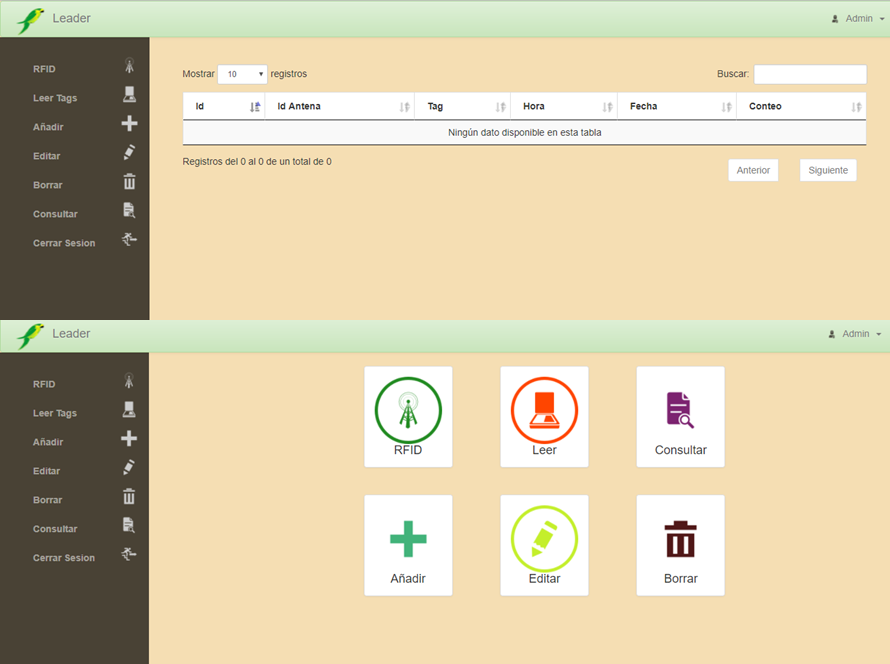 Leader Admin
RFID
Leer Tags
Añadir
Editar
Borrar
Consultar
Cerrar Sesion
Mostrar 10 registros Buscar:
Id Id Antena Tag Hora Fecha Conteo
Ningún dato disponible en esta tabla
Registros del 0 al 0 de un total de 0
Anterior Siguiente
Leader Admin
RFID
Leer Tags
Añadir
Editar
Borrar
Consultar
Cerrar Sesion
RFID Leer Consultar
Añadir Editar Borrar